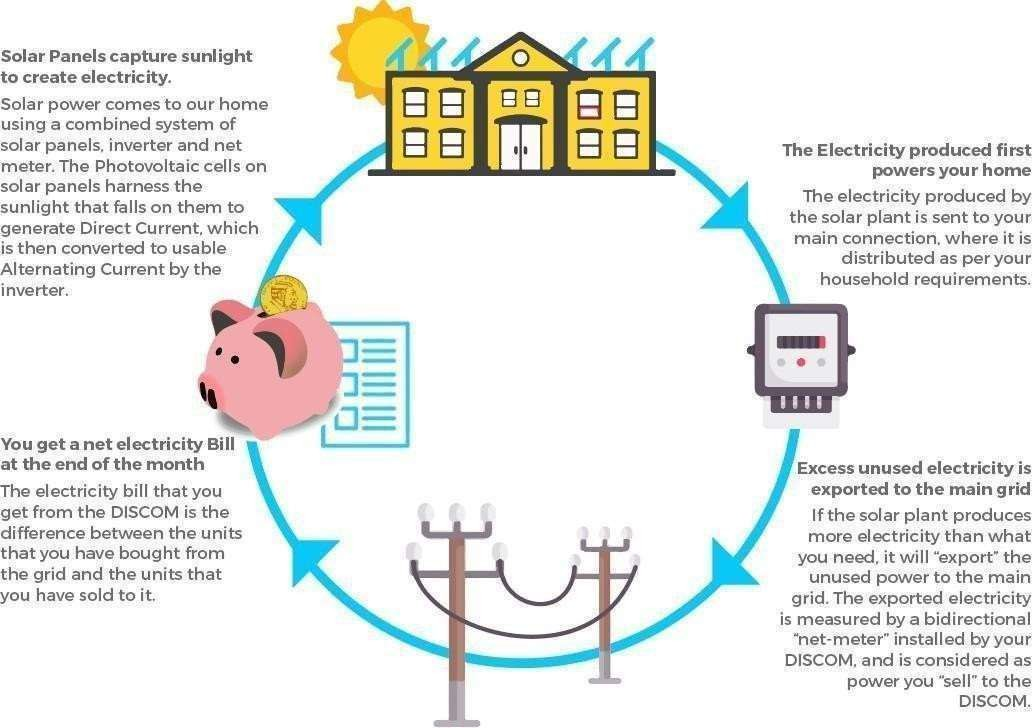 Solar Panels capture sunlight
to create electricity.
Solar power comes to our home
using a combined system of
solar panels, inverter and net
meter. The Photovoltaic cells on
solar panels harness the
sunlight that falls on them to
generate Direct Current, which
is then converted to usable
Alternating Current by the
inverter.
The Electricity produced first
powers your home
The electricity produced by
the solar plant is sent to your
main connection, where it is
distributed as per your
household requirements.
You get a net electricity Bill
at the end of the month
The electricity bill that you
get from the DISCOM is the
difference between the units
that you have bought from
the grid and the units that
you have sold to it.
Excess unused electricity is
exported to the main grid
If the solar plant produces
more electricity than what
you need, it will “export” the
unused power to the main
grid. The exported electricity
is measured by a bidirectional
“net-meter” installed by your
DISCOM, and is considered as
power you “sell” to the
DISCOM.